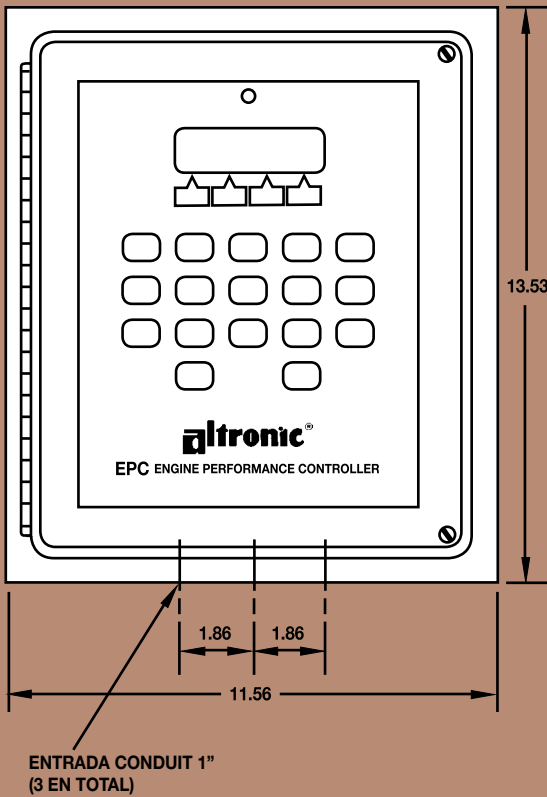 altronic®
EPC ENGINE PERFORMANCE CONTROLLER
13.53
1.86 1.86
11.56
ENTRADA CONDUIT 1”
(3 EN TOTAL)